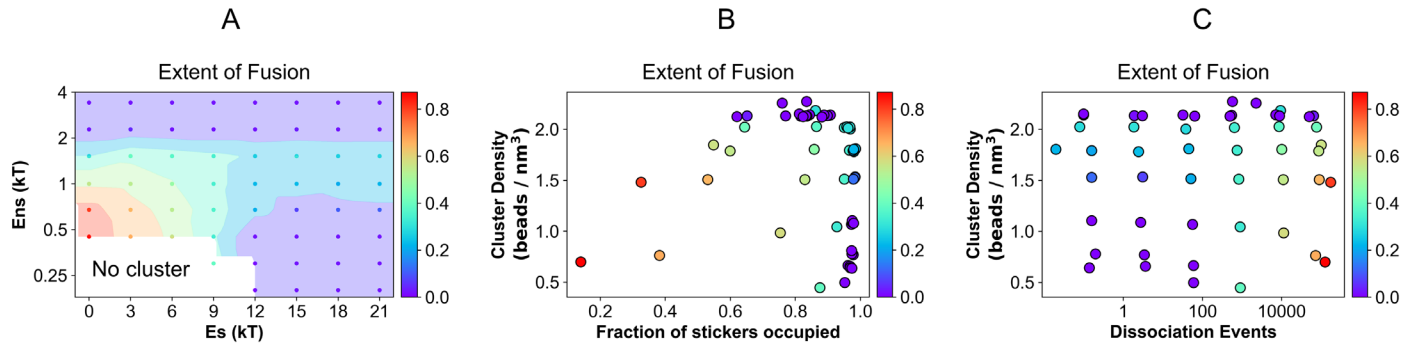 A
Extent of Fusion
4
2
1
0.5
0.25
Ens (kT)
No cluster
0 3 6 9 12 15 18 21
Es (kT)
0.8
0.6
0.4
0.2
0.0
B
Extent of Fusion
2.0
1.5
1.0
0.5
Cluster Density
(beads / nm³)
0.2 0.4 0.6 0.8 1.0
Fraction of stickers occupied
0.8
0.6
0.4
0.2
0.0
C
Extent of Fusion
2.0
1.5
1.0
0.5
Cluster Density
(beads / nm³)
1 100 10000
Dissociation Events
0.8
0.6
0.4
0.2
0.0